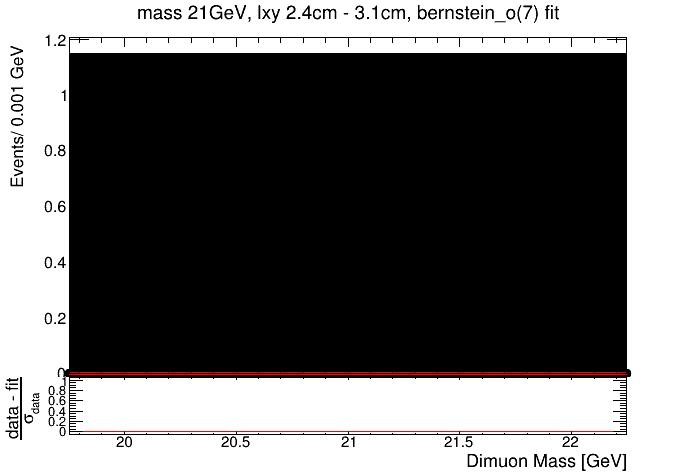 mass 21GeV, lxy 2.4cm - 3.1cm, bernstein_o(7) fit
Events/ 0.001 GeV
1.2
1
0.8
0.6
0.4
0.2
0
data - fit
σdata
1
0.8
0.6
0.4
0.2
0
20 20.5 21 21.5 22
Dimuon Mass [GeV]